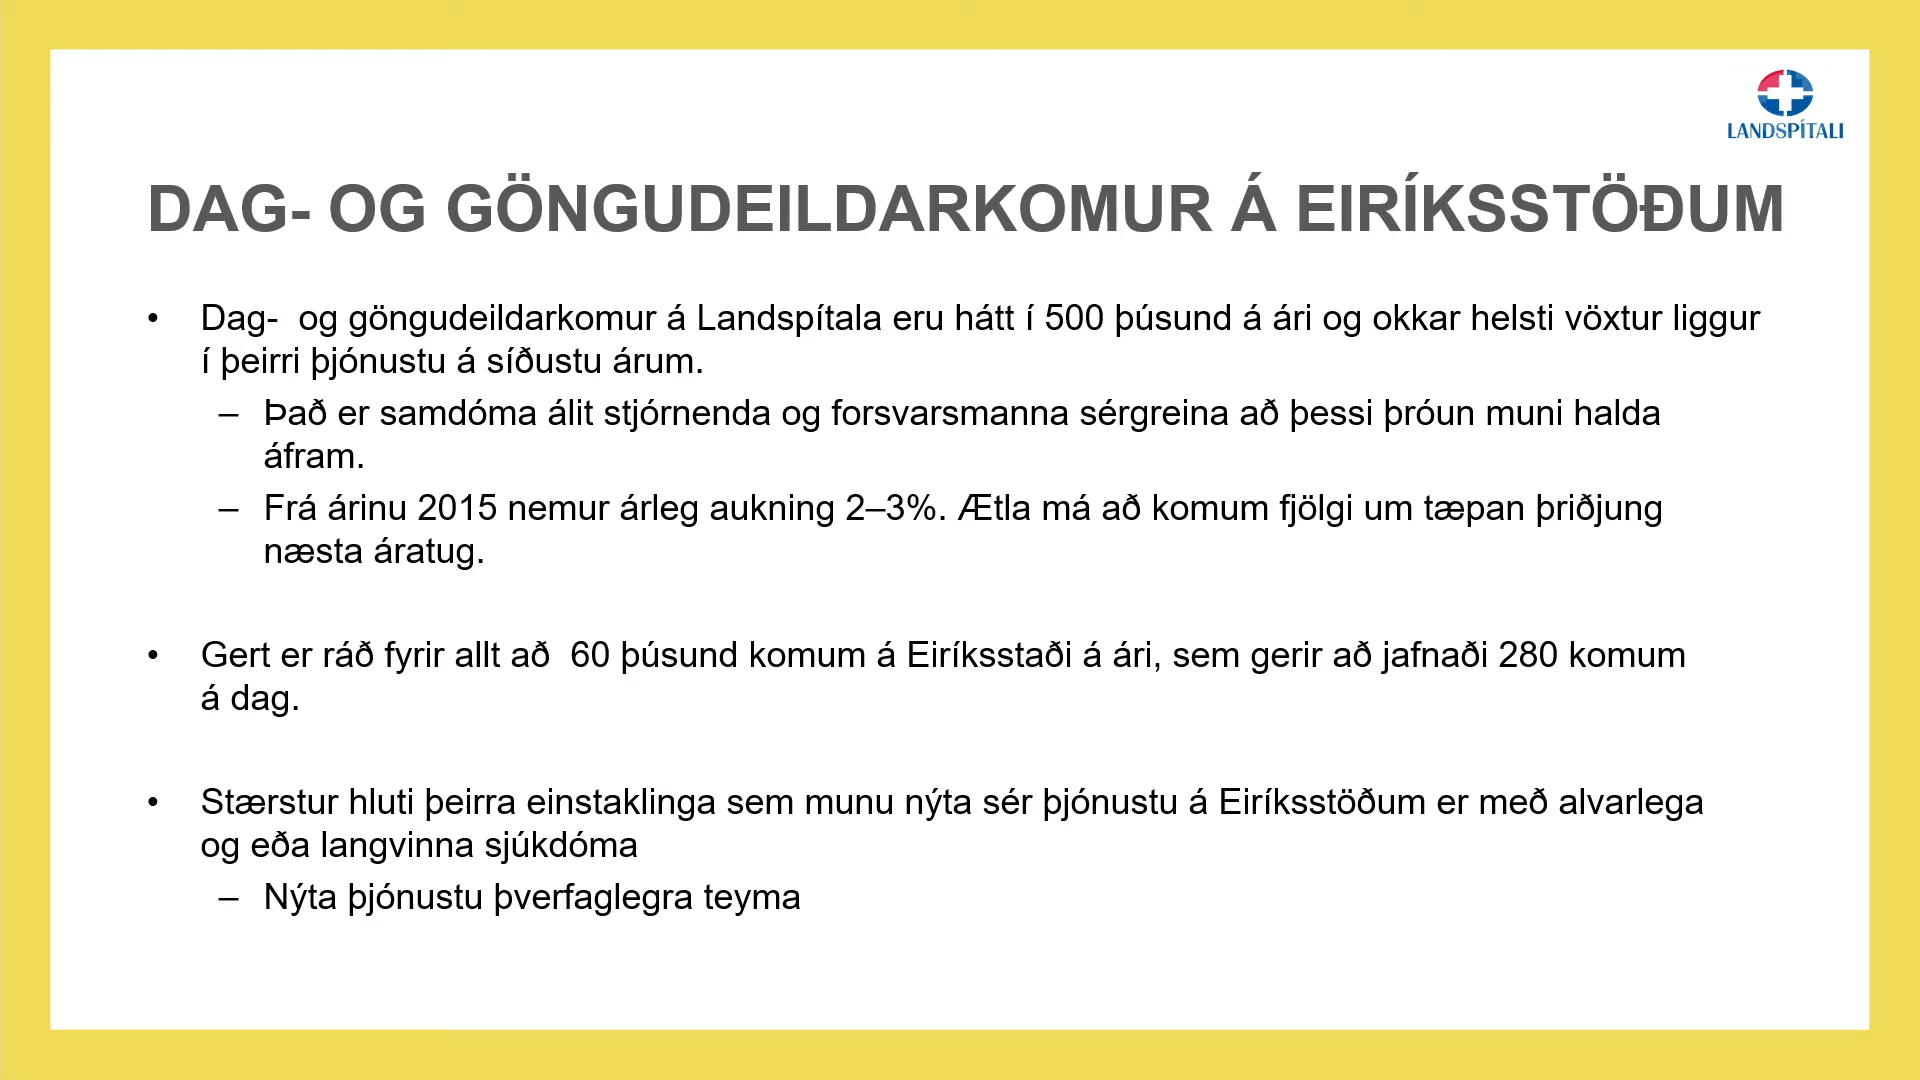 LANDSPÍTALI
DAG- OG GÖNGUDEILDARKOMUR Á EIRÍKSSTÖÐUM
• Dag-  og göngudeildarkomur á Landspítala eru hátt í 500 þúsund á ári og okkar helsti vöxtur liggur
í þeirri þjónustu á síðustu árum.
– Það er samdóma álit stjórnenda og forsvarsmanna sérgreina að þessi þróun muni halda
áfram.
– Frá árinu 2015 nemur árleg aukning 2–3%. Ætla má að komum fjölgi um tæpan þriðjung
næsta áratug.
• Gert er ráð fyrir allt að  60 þúsund komum á Eiríksstaði á ári, sem gerir að jafnaði 280 komum
á dag.
• Stærstur hluti þeirra einstaklinga sem munu nýta sér þjónustu á Eiríksstöðum er með alvarlega
og eða langvinna sjúkdóma
– Nýta þjónustu þverfaglegra teyma